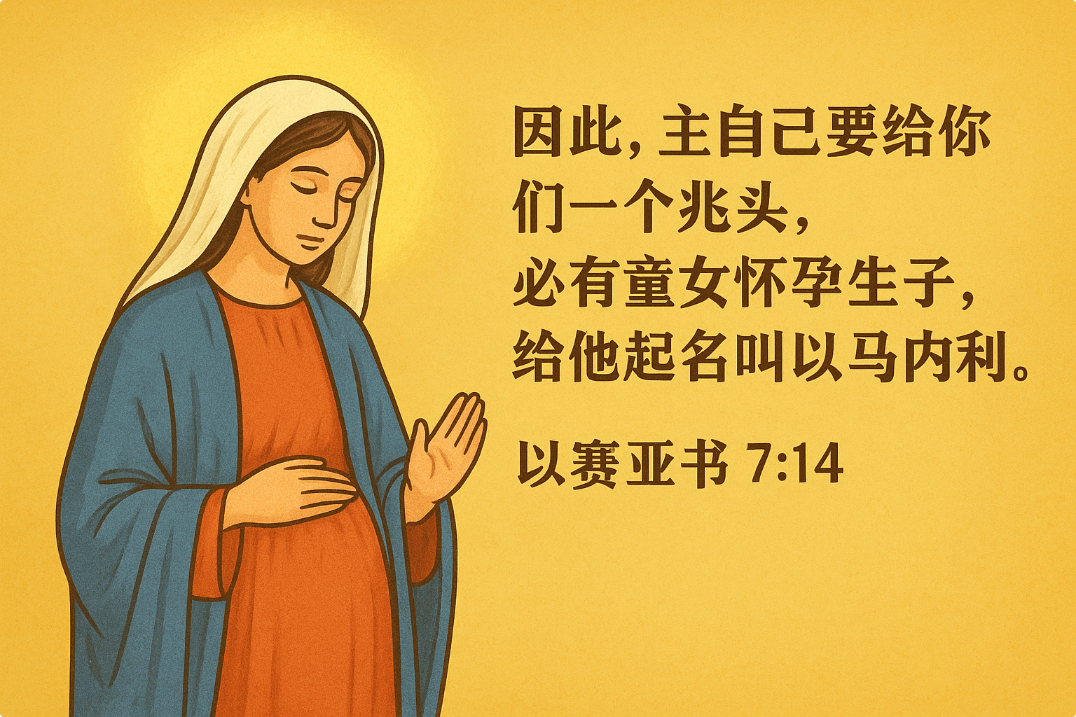 因此，主自己要给你
们一个兆头，
必有童女怀孕生子，
给他起名叫以马内利。
以赛亚书 7:14